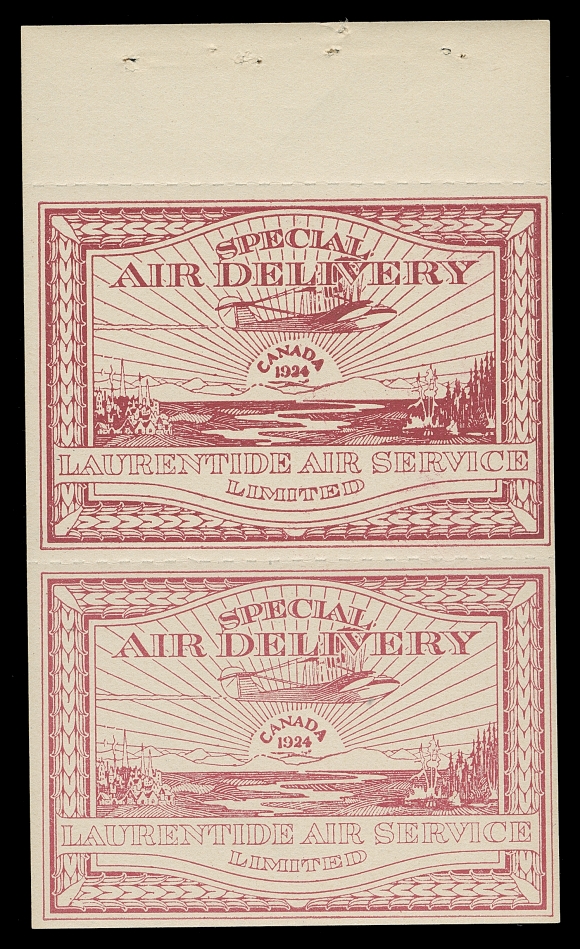 SPECIAL
AIR DELIVERY
CANADA
1924
LAURENTIDE AIR SERVICE
LIMITED
SPECIAL
AIR DELIVERY
CANADA
1924
LAURENTIDE AIR SERVICE
LIMITED